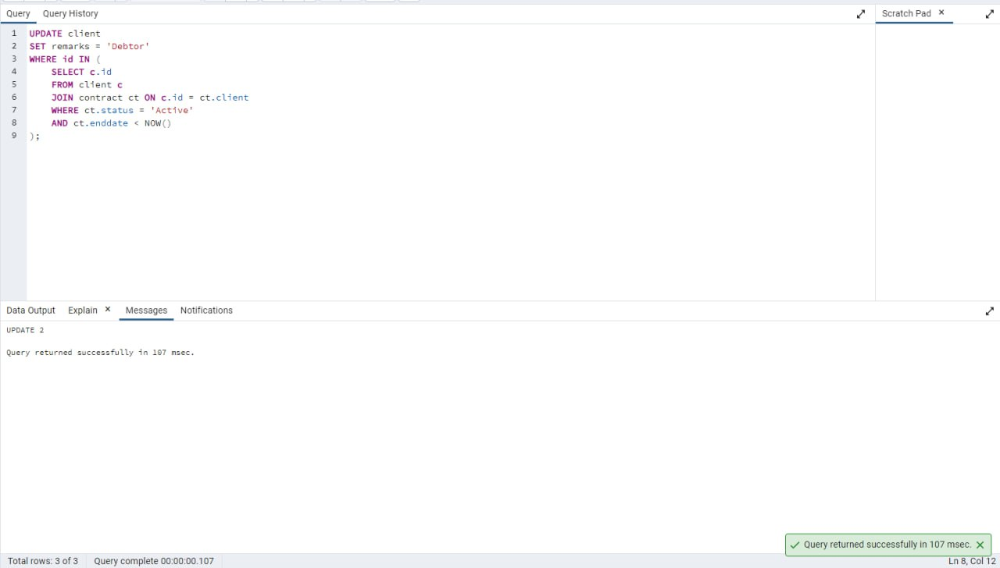 Query Query History Scratch Pad ×
1 UPDATE client
2 SET remarks = 'Debtor'
3 WHERE id IN (
4 SELECT c.id
5 FROM client c
6 JOIN contract ct ON c.id = ct.client
7 WHERE ct.status = 'Active'
8 AND ct.enddate < NOW()
9 );
Data Output Explain × Messages Notifications
UPDATE 2
Query returned successfully in 107 msec.
Query returned successfully in 107 msec.
Total rows: 3 of 3 Query complete 00:00:00.107 Ln 8, Col 12